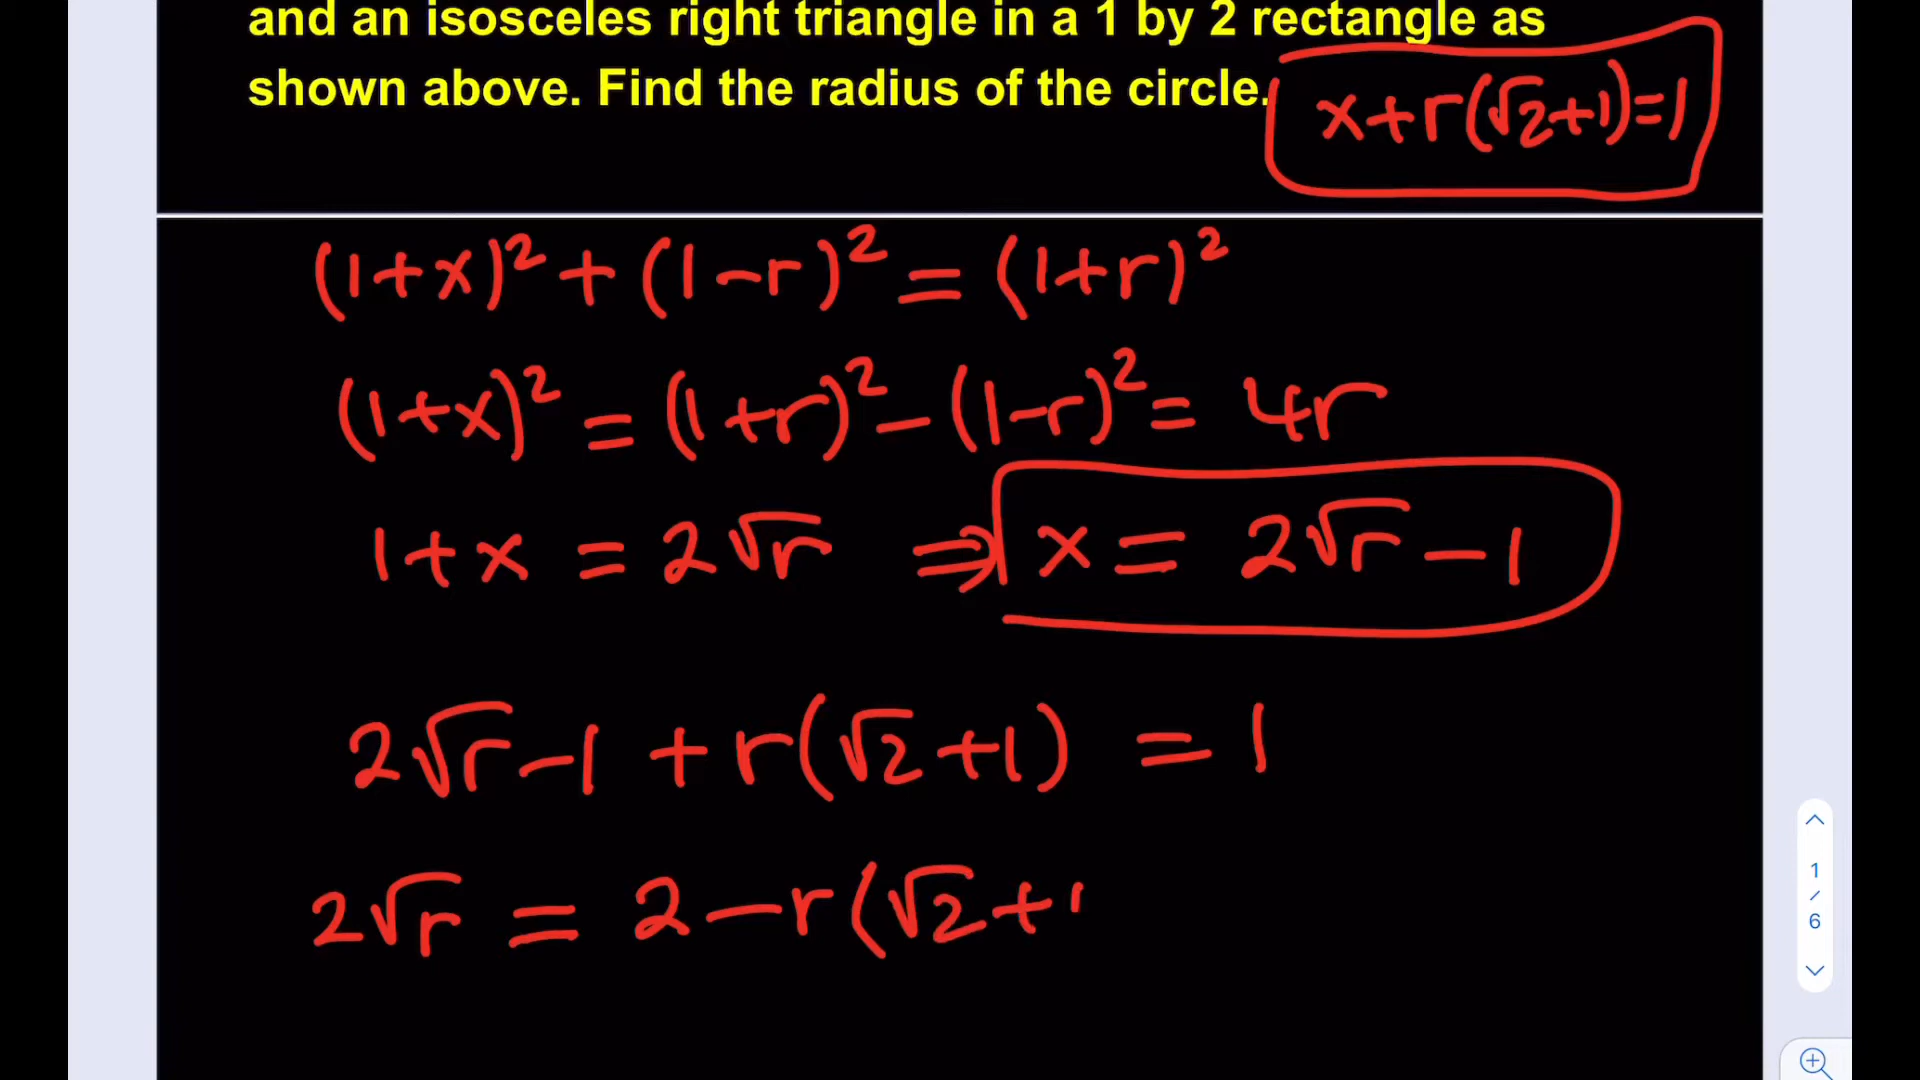 and an isosceles right triangle in a 1 by 2 rectangle as
shown above. Find the radius of the circle.
x+r(√2+1)=1
(1+x)²+(1-r)²=(1+r)²
(1+x)²=(1+r)²-(1-r)²=4r
1+x=2√r ⇒ x=2√r-1
2√r-1+r(√2+1)=1
2√r=2-r(√2+1
1
/
6